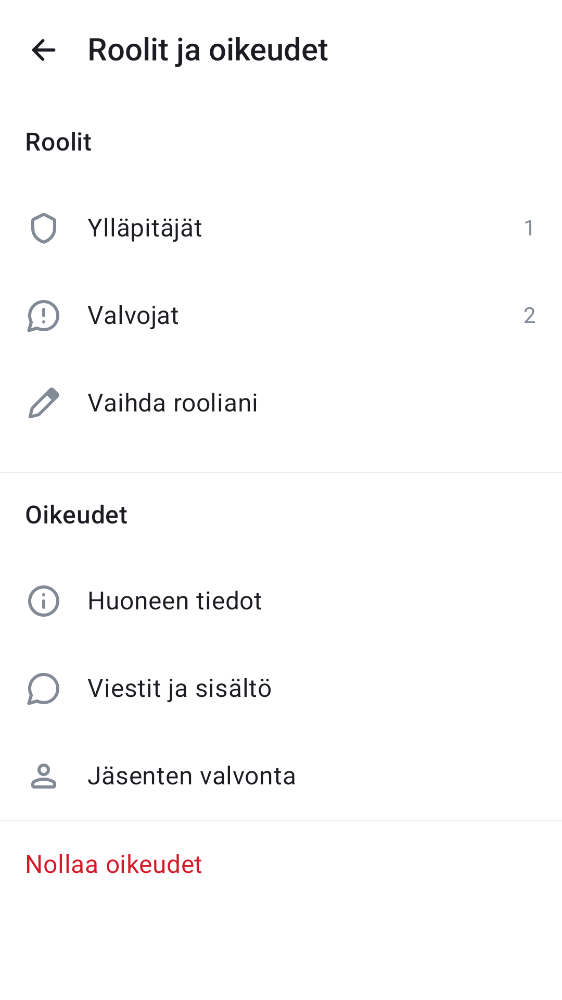 Roolit ja oikeudet
Roolit
Ylläpitäjät 1
Valvojat 2
Vaihda rooliani
Oikeudet
Huoneen tiedot
Viestit ja sisältö
Jäsenten valvonta
Nollaa oikeudet